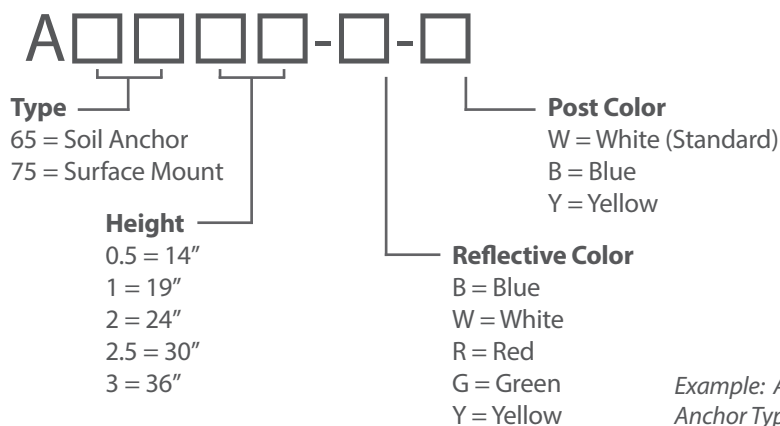 A□□□□-□-□
Type
65 = Soil Anchor
75 = Surface Mount
Height
0.5 = 14”
1 = 19”
2 = 24”
2.5 = 30”
3 = 36”
Post Color
W = White (Standard)
B = Blue
Y = Yellow
Reflective Color
B = Blue
W = White
R = Red
G = Green
Y = Yellow
Example:
Anchor